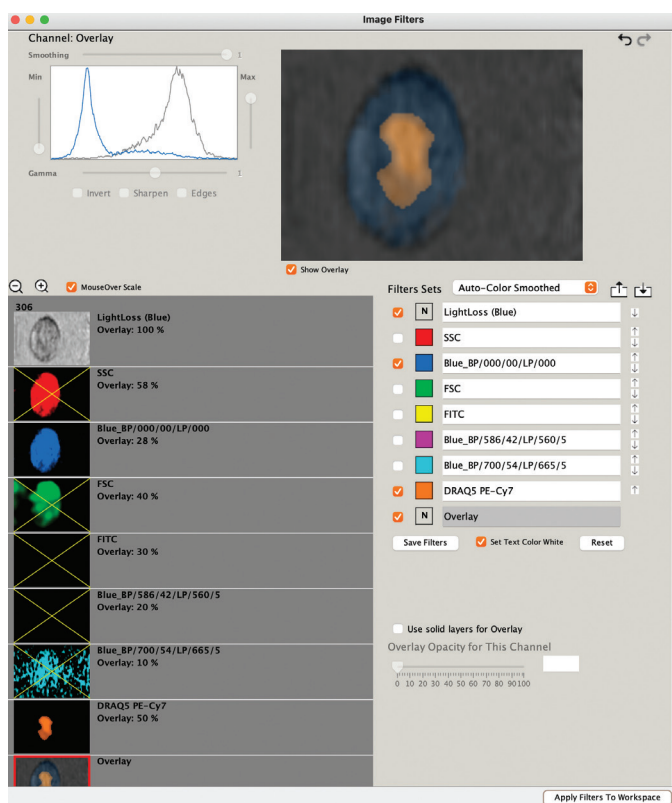 Image Filters
Channel: Overlay
Smoothing 1
Min Max
Gamma 1
Invert Sharpen Edges
Show Overlay
MouseOver Scale
306
LightLoss (Blue)
Overlay: 100 %
SSC
Overlay: 58 %
Blue_BP/000/00/LP/000
Overlay: 28 %
FSC
Overlay: 40 %
FITC
Overlay: 30 %
Blue_BP/586/42/LP/560/5
Overlay: 20 %
Blue_BP/700/54/LP/665/5
Overlay: 10 %
DRAQ5 PE-Cy7
Overlay: 50 %
Overlay
Filters Sets Auto-Color Smoothed
N LightLoss (Blue)
SSC
Blue_BP/000/00/LP/000
FSC
FITC
Blue_BP/586/42/LP/560/5
Blue_BP/700/54/LP/665/5
DRAQ5 PE-Cy7
N Overlay
Save Filters Set Text Color White Reset
Use solid layers for Overlay
Overlay Opacity for This Channel
0 10 20 30 40 50 60 70 80 90100
Apply Filters To Workspace